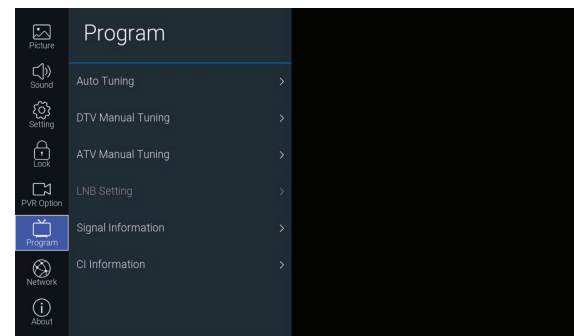 Picture
Sound
Setting
Lock
PVR Option
Program
Network
About
Program
Auto Tuning
DTV Manual Tuning
ATV Manual Tuning
LNB Setting
Signal Information
CI Information